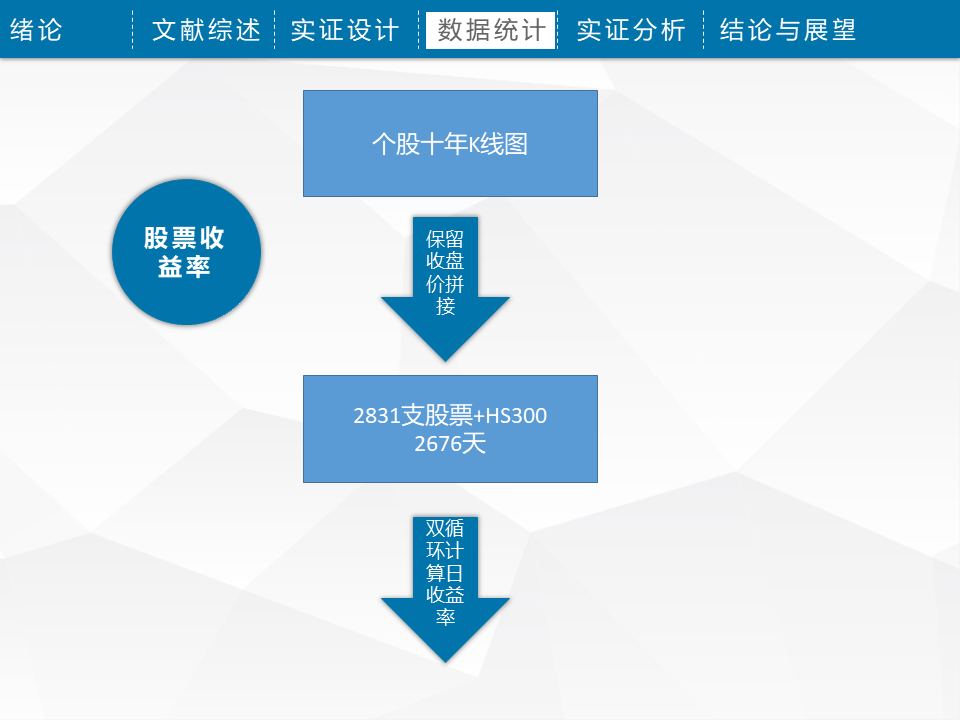 绪论
文献综述
实证设计
数据统计
实证分析
结论与展望
个股十年K线图
股票收
益率
保留
收盘
价拼
接
2831支股票+HS300
2676天
双循
环计
算日
收益
率